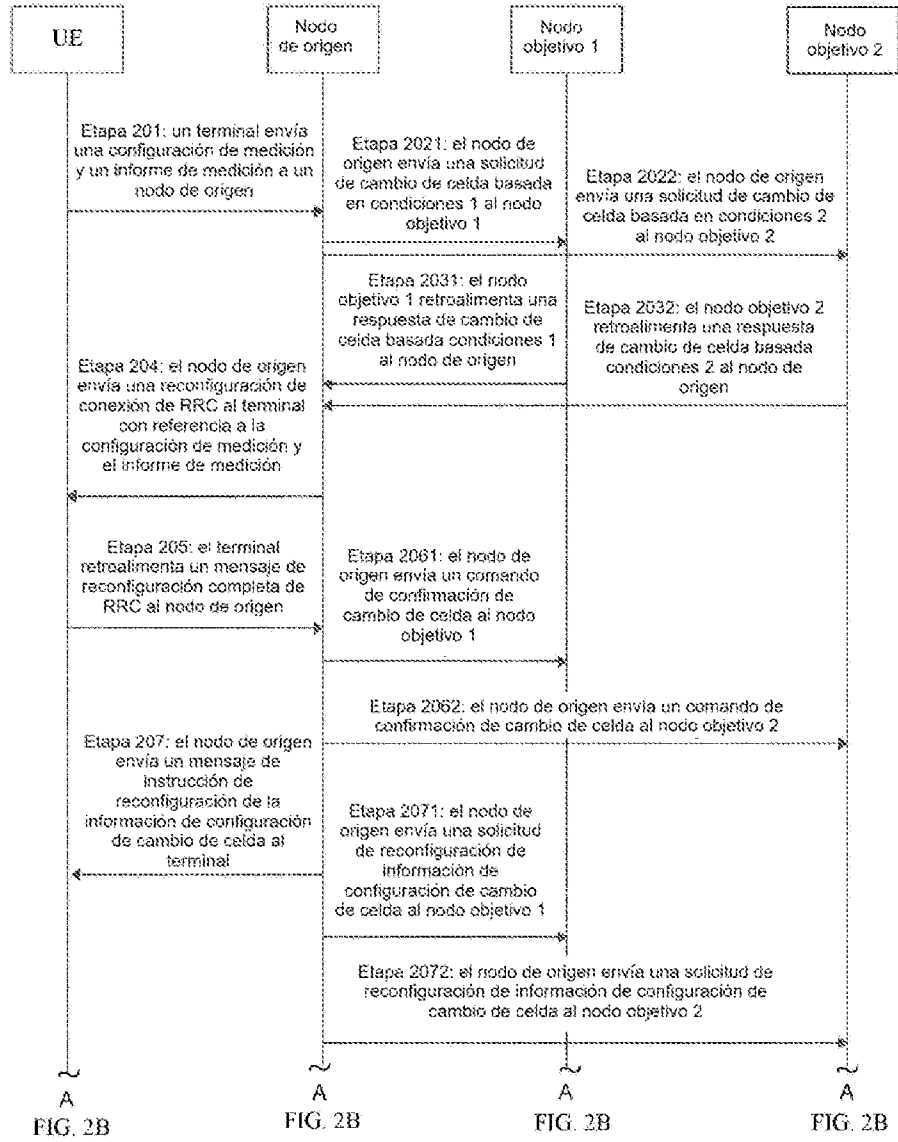 UE
Nodo
de origen
Nodo
objetivo 1
Nodo
objetivo 2
Etapa 201: un terminal envía
una configuración de medición
y un informe de medición a un
nodo de origen
Etapa 2021: el nodo de
origen envía una solicitud
de cambio de celda basada
en condiciones 1 al nodo
objetivo 1
Etapa 2022: el nodo de origen
envía una solicitud de cambio de
celda basada en condiciones 2
al nodo objetivo 2
Etapa 2031: el nodo
objetivo 1 retroalimenta una
respuesta de cambio de
celda basada condiciones 1
al nodo de origen
Etapa 2032: el nodo objetivo 2
retroalimenta una respuesta
de cambio de celda basada
condiciones 2 al nodo de
origen
Etapa 204: el nodo de origen
envía una reconfiguración de
conexión de RRC al terminal
con referencia a la
configuración de medición y
el informe de medición
Etapa 205: el terminal
retroalimenta un mensaje de
reconfiguración completa de
RRC al nodo de origen
Etapa 2061: el nodo de
origen envía un comando
de confirmación de
cambio de celda al nodo
objetivo 1
Etapa 2062: el nodo de origen envía un comando de
confirmación de cambio de celda al nodo objetivo 2
Etapa 207: el nodo de origen
envía un mensaje de
instrucción de
reconfiguración de la
información de configuración
de cambio de celda al
terminal
Etapa 2071: el nodo de
origen envía una solicitud
de reconfiguración de
información de
configuración de cambio
de celda al nodo objetivo 1
Etapa 2072: el nodo de origen envía una solicitud de
reconfiguración de información de configuración de
cambio de celda al nodo objetivo 2
A
FIG. 2B
A
FIG. 2B
A
FIG. 2B
A
FIG. 2B